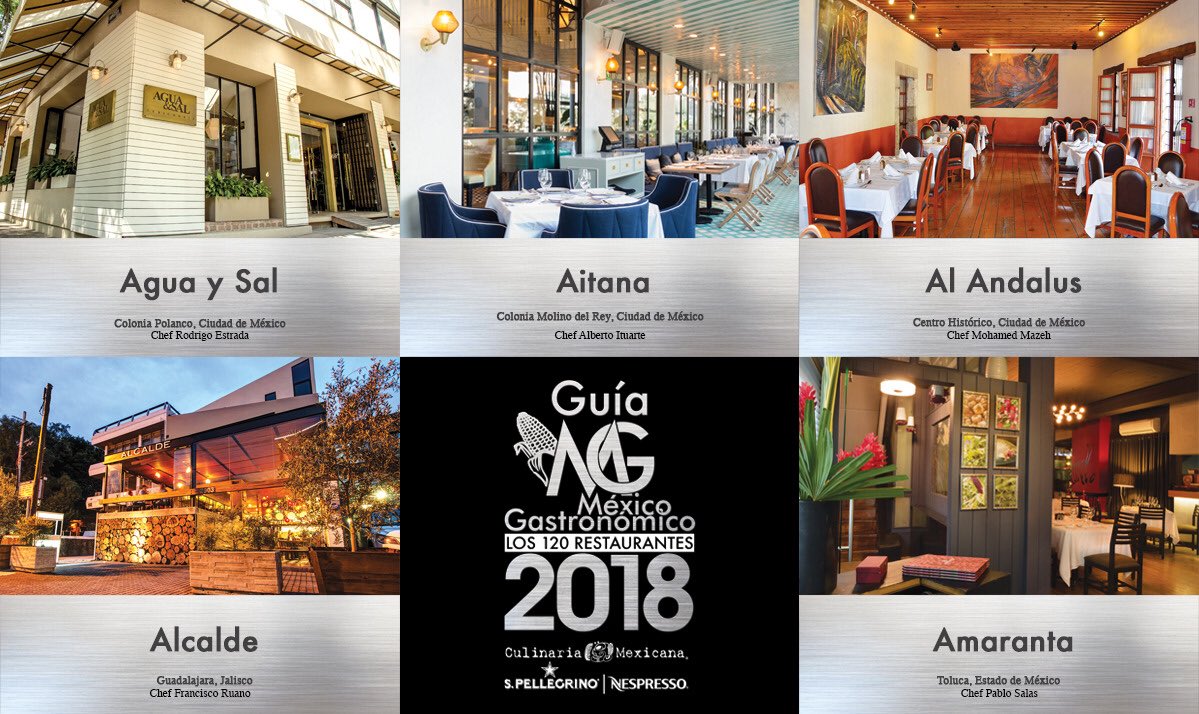 AGUA
&SAL
Agua y Sal
Colonia Polanco, Ciudad de México
Chef Rodrigo Estrada
Aitana
Colonia Molino del Rey, Ciudad de México
Chef Alberto Ituarte
Al Andalus
Centro Histórico, Ciudad de México
Chef Mohamed Mazeh
ALCALDE
Alcalde
Guadalajara, Jalisco
Chef Francisco Ruano
Guía
MG
México
Gastronómico
LOS 120 RESTAURANTES
2018
Culinaria Mexicana
S.PELLEGRINO | NESPRESSO
Amaranta
Toluca, Estado de México
Chef Pablo Salas